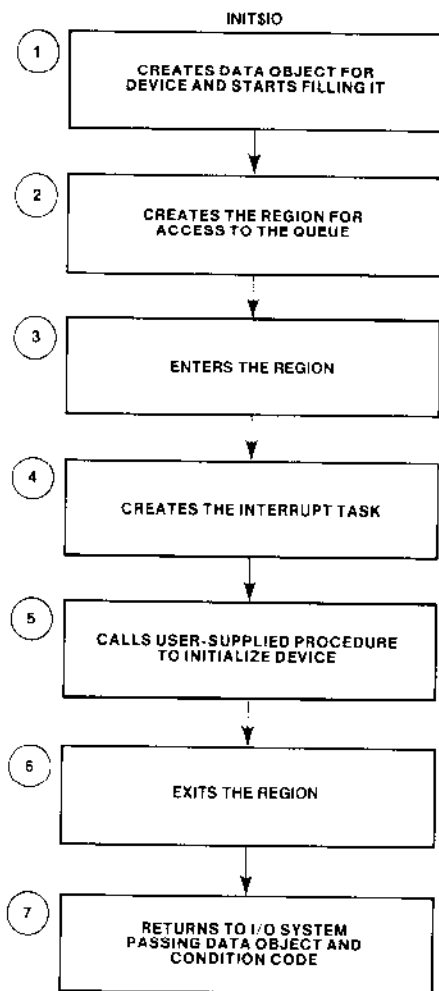 INIT$IO
1
CREATES DATA OBJECT FOR
DEVICE AND STARTS FILLING IT
2
CREATES THE REGION FOR
ACCESS TO THE QUEUE
3
ENTERS THE REGION
4
CREATES THE INTERRUPT TASK
5
CALLS USER-SUPPLIED PROCEDURE
TO INITIALIZE DEVICE
6
EXITS THE REGION
7
RETURNS TO I/O SYSTEM
PASSING DATA OBJECT AND
CONDITION CODE